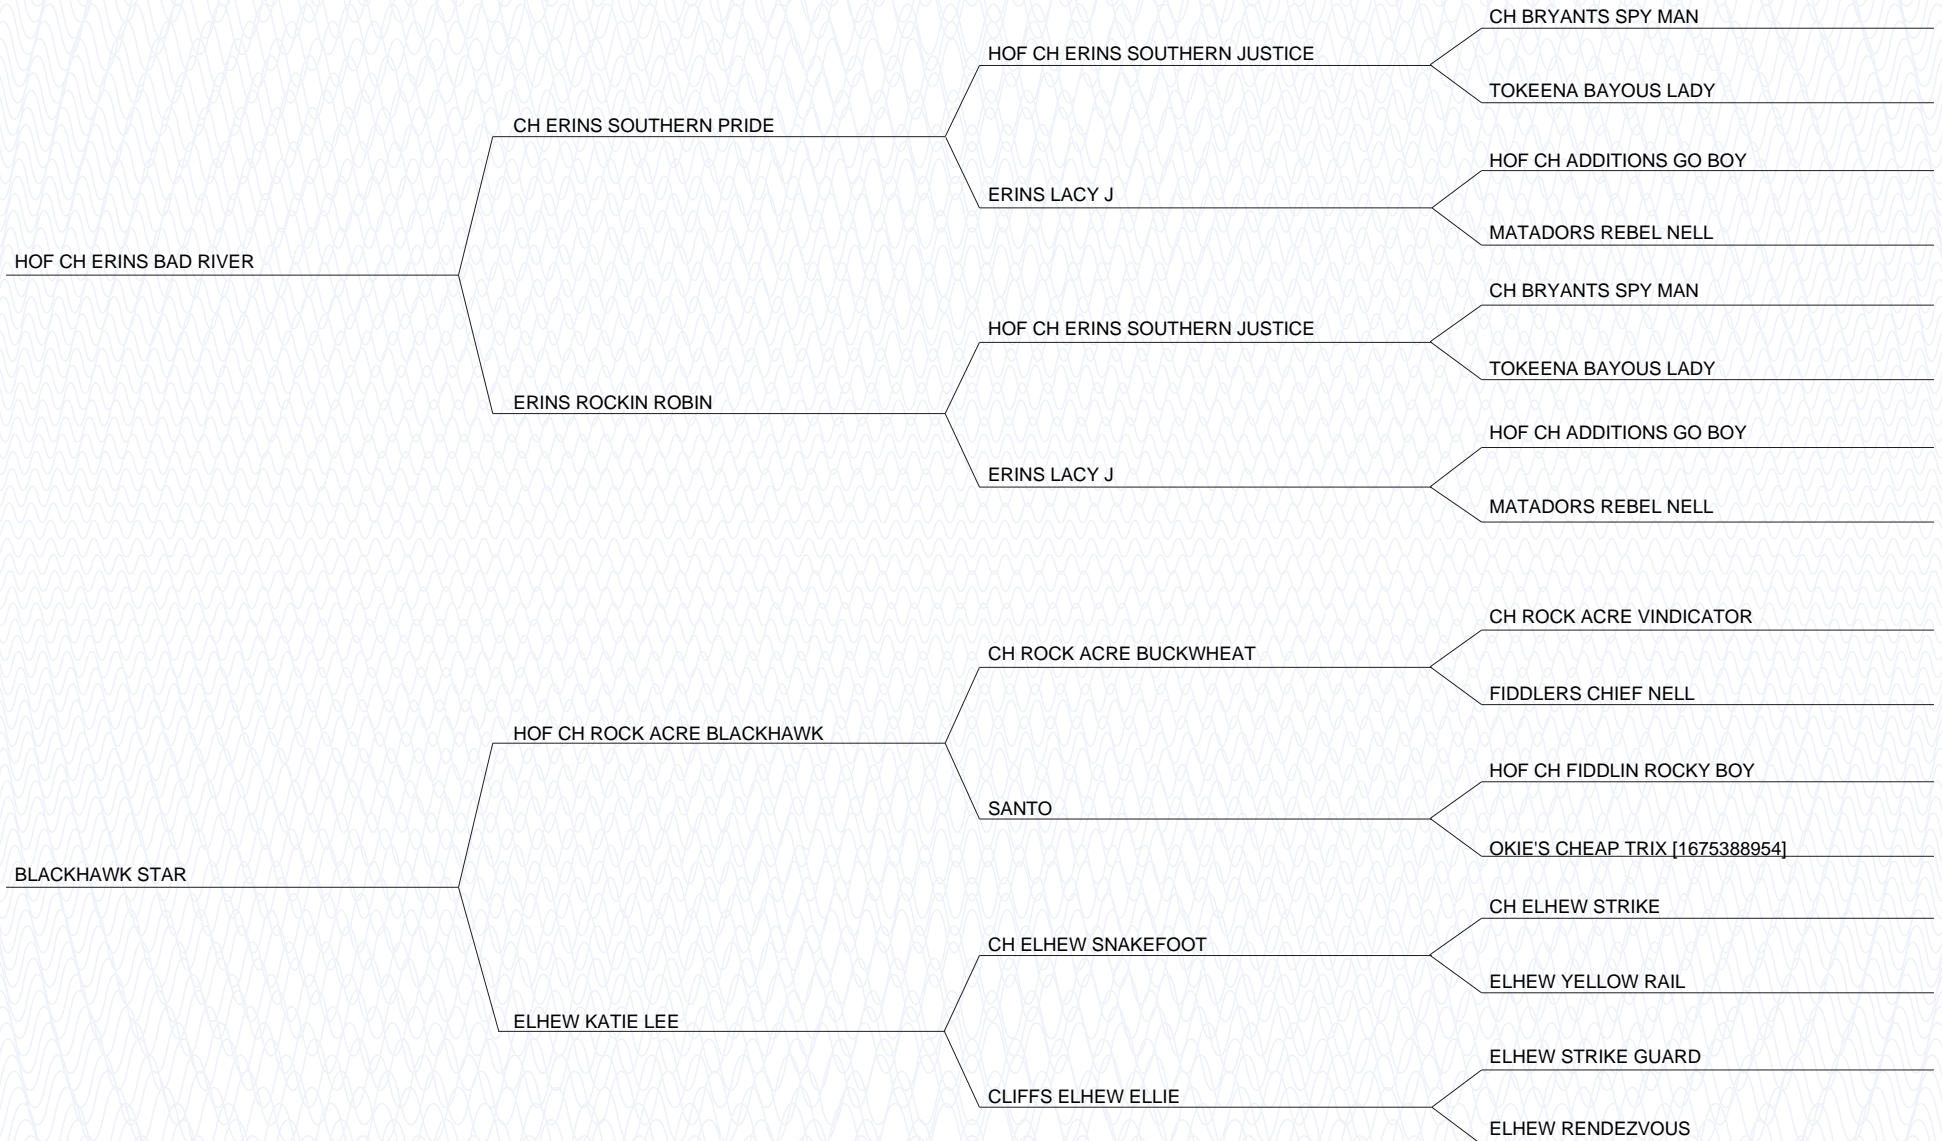 CH BRYANTS SPY MAN
HOF CH ERINS SOUTHERN JUSTICE
TOKEENA BAYOUS LADY
CH ERINS SOUTHERN PRIDE
HOF CH ADDITIONS GO BOY
ERINS LACY J
MATADORS REBEL NELL
HOF CH ERINS BAD RIVER
CH BRYANTS SPY MAN
HOF CH ERINS SOUTHERN JUSTICE
TOKEENA BAYOUS LADY
ERINS ROCKIN ROBIN
HOF CH ADDITIONS GO BOY
ERINS LACY J
MATADORS REBEL NELL
CH ROCK ACRE VINDICATOR
CH ROCK ACRE BUCKWHEAT
FIDDLERS CHIEF NELL
HOF CH ROCK ACRE BLACKHAWK
HOF CH FIDDLIN ROCKY BOY
SANTO
OKIE'S CHEAP TRIX [1675388954]
BLACKHAWK STAR
CH ELHEW STRIKE
CH ELHEW SNAKEFOOT
ELHEW YELLOW RAIL
ELHEW KATIE LEE
ELHEW STRIKE GUARD
CLIFFS ELHEW ELLIE
ELHEW RENDEZVOUS